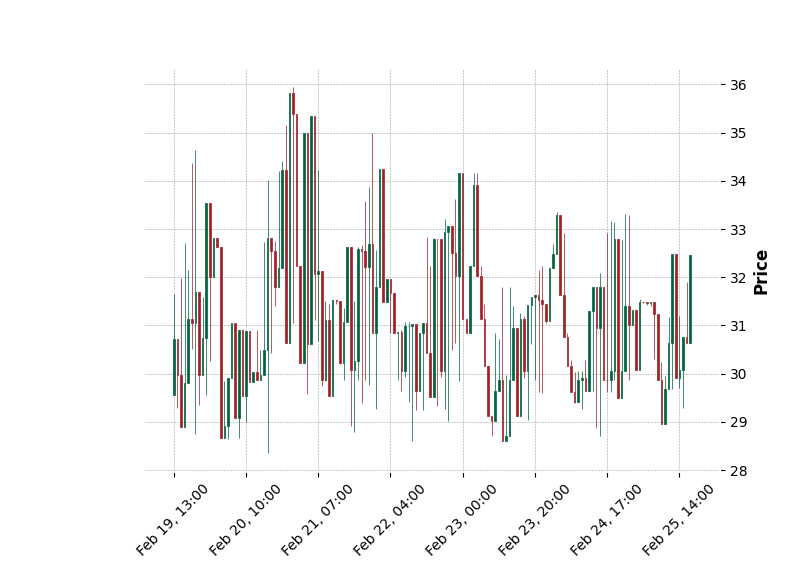 36
35
34
33
32
31
30
29
28
Price
Feb 19, 13:00
Feb 20, 10:00
Feb 21, 07:00
Feb 22, 04:00
Feb 23, 00:00
Feb 23, 20:00
Feb 24, 17:00
Feb 25, 14:00